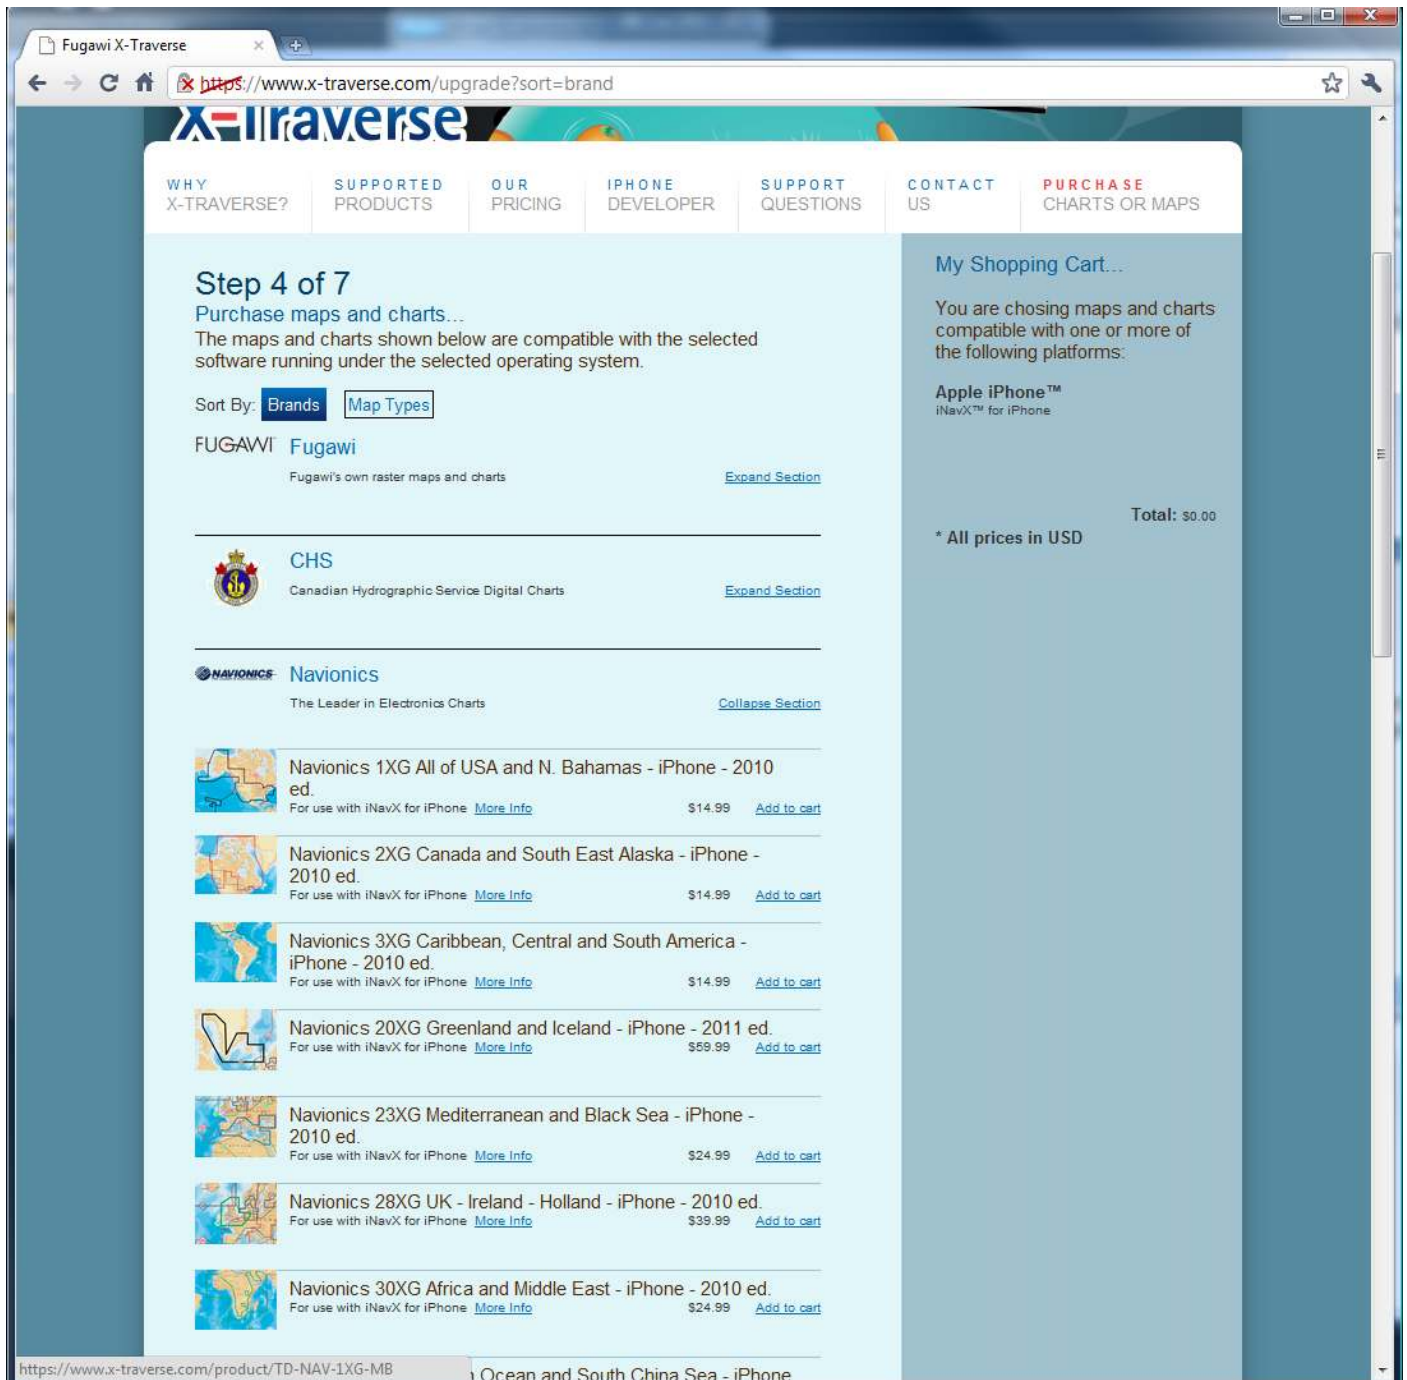 Fugawi X-Traverse
https://www.x-traverse.com/upgrade?sort=brand
X-Traverse
WHY
X-TRAVERSE?
SUPPORTED
PRODUCTS
OUR
PRICING
IPHONE
DEVELOPER
SUPPORT
QUESTIONS
CONTACT
US
PURCHASE
CHARTS OR MAPS
Step 4 of 7
Purchase maps and charts...
The maps and charts shown below are compatible with the selected
software running under the selected operating system.
Sort By: Brands Map Types
FUGAWI Fugawi
Fugawi's own raster maps and charts Expand Section
CHS
Canadian Hydrographic Service Digital Charts Expand Section
NAVIONICS Navionics
The Leader in Electronics Charts Collapse Section
Navionics 1XG All of USA and N. Bahamas - iPhone - 2010
ed.
For use with iNavX for iPhone More Info $14.99 Add to cart
Navionics 2XG Canada and South East Alaska - iPhone -
2010 ed.
For use with iNavX for iPhone More Info $14.99 Add to cart
Navionics 3XG Caribbean, Central and South America -
iPhone - 2010 ed.
For use with iNavX for iPhone More Info $14.99 Add to cart
Navionics 20XG Greenland and Iceland - iPhone - 2011 ed.
For use with iNavX for iPhone More Info $59.99 Add to cart
Navionics 23XG Mediterranean and Black Sea - iPhone -
2010 ed.
For use with iNavX for iPhone More Info $24.99 Add to cart
Navionics 28XG UK - Ireland - Holland - iPhone - 2010 ed.
For use with iNavX for iPhone More Info $39.99 Add to cart
Navionics 30XG Africa and Middle East - iPhone - 2010 ed.
For use with iNavX for iPhone More Info $24.99 Add to cart
Ocean and South China Sea - iPhone
https://www.x-traverse.com/product/TD-NAV-1XG-MB
My Shopping Cart...
You are chosing maps and charts
compatible with one or more of
the following platforms:
Apple iPhone™
iNavX™ for iPhone
Total: $0.00
* All prices in USD